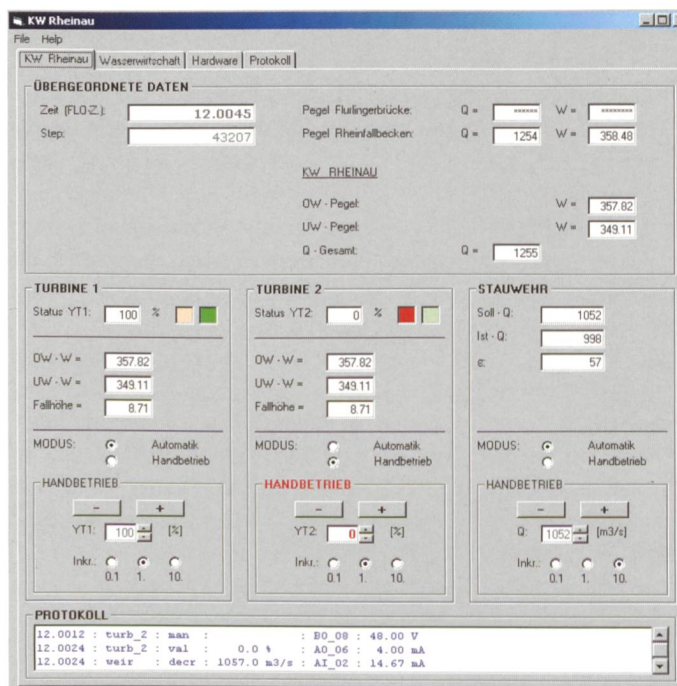 KW Rheinau
File Help
KW Rheinau Wasserwirtschaft Hardware Protokoll
ÜBERGEORDNETE DATEN
Zeit (FLO-Z.): 12.0045 Pegel Flurlingerbrücke: Q = ****** W = ********
Step: 43207 Pegel Rheinfallbecken: Q = 1254 W = 358.48
KW RHEINAU
OW - Pegel: W = 357.82
UW - Pegel: W = 349.11
Q - Gesamt: Q = 1255
TURBINE 1
Status YT1: 100 %
OW - W = 357.82
UW - W = 349.11
Fallhöhe = 8.71
MODUS: Automatik
Handbetrieb
HANDBETRIEB
- +
YT1: 100 [%]
Inkr.:
0.1 1. 10.
TURBINE 2
Status YT2: 0 %
OW - W = 357.82
UW - W = 349.11
Fallhöhe = 8.71
MODUS: Automatik
Handbetrieb
HANDBETRIEB
- +
YT2: 0 [%]
Inkr.:
0.1 1. 10.
STAUWEHR
Soll - Q: 1052
Ist - Q: 998
57
MODUS: Automatik
Handbetrieb
HANDBETRIEB
- +
Q: 1052 [m3/s]
Inkr.:
0.1 1. 10.
PROTOKOLL
12.0012 : turb_2 : man : : BO_08 : 48.00 V
12.0024 : turb_2 : val : 0.0 % : AO_06 : 4.00 mA
12.0024 : weir : decr : 1057.0 m3/s : AI_02 : 14.67 mA